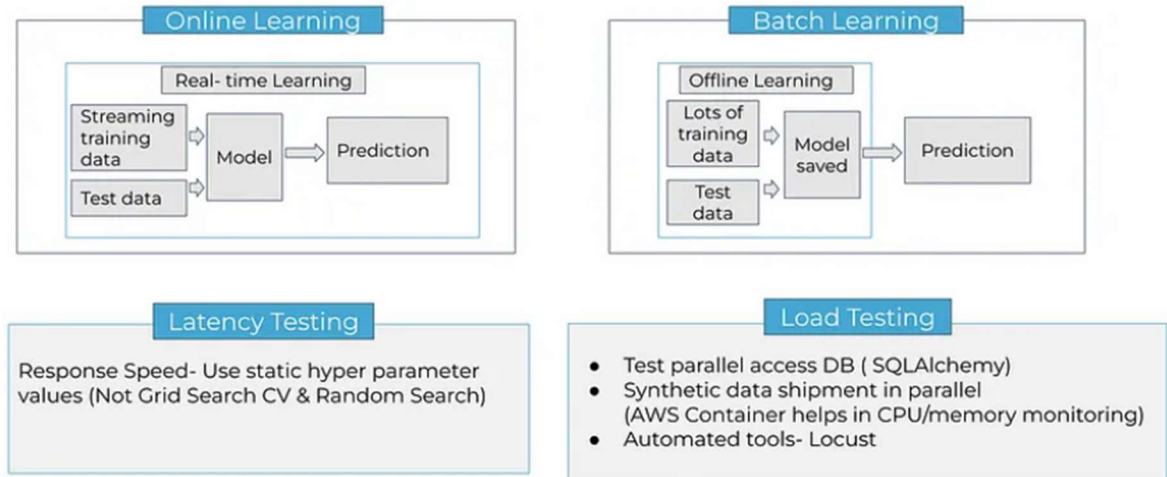 Online Learning
Real- time Learning
Streaming
training
data
Test data
Model
Prediction
Batch Learning
Offline Learning
Lots of
training
data
Test
data
Model
saved
Prediction
Latency Testing
Response Speed- Use static hyper parameter
values (Not Grid Search CV & Random Search)
Load Testing
● Test parallel access DB ( SQLAlchemy)
● Synthetic data shipment in parallel
(AWS Container helps in CPU/memory monitoring)
● Automated tools- Locust